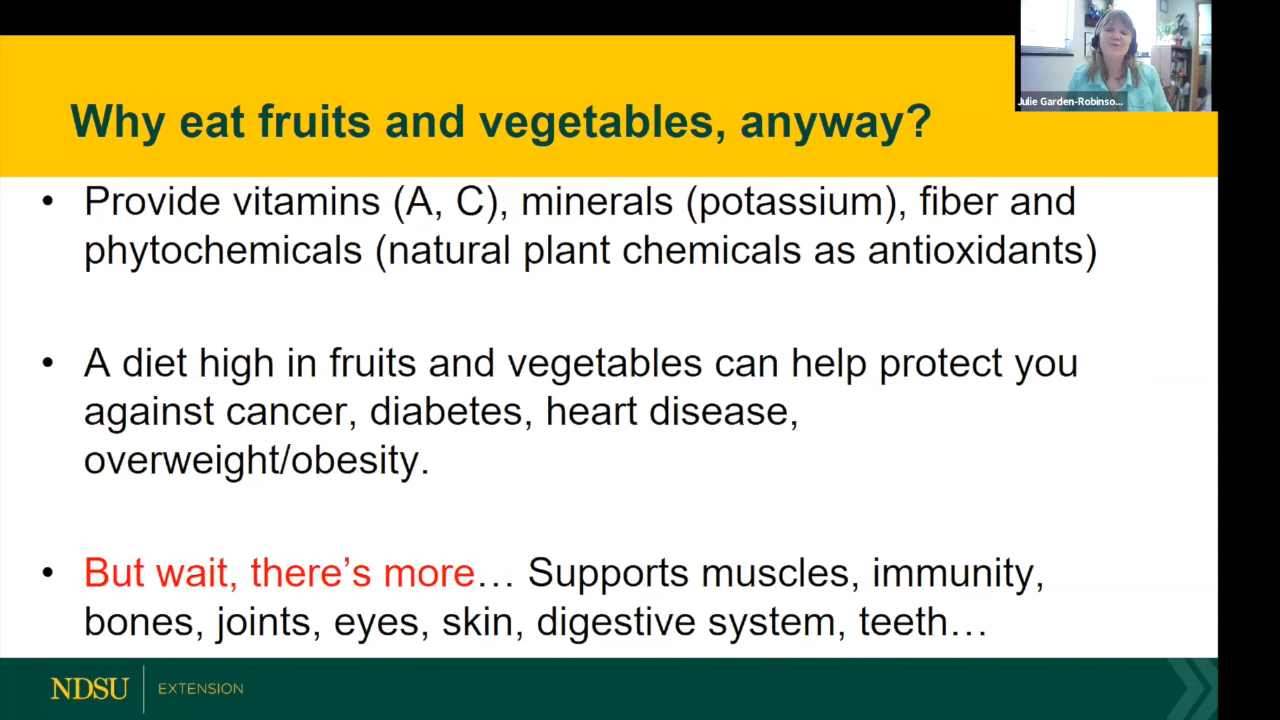 Julie Garden-Robinso...
Why eat fruits and vegetables, anyway?
• Provide vitamins (A, C), minerals (potassium), fiber and
phytochemicals (natural plant chemicals as antioxidants)
• A diet high in fruits and vegetables can help protect you
against cancer, diabetes, heart disease,
overweight/obesity.
• But wait, there’s more… Supports muscles, immunity,
bones, joints, eyes, skin, digestive system, teeth…
NDSU EXTENSION